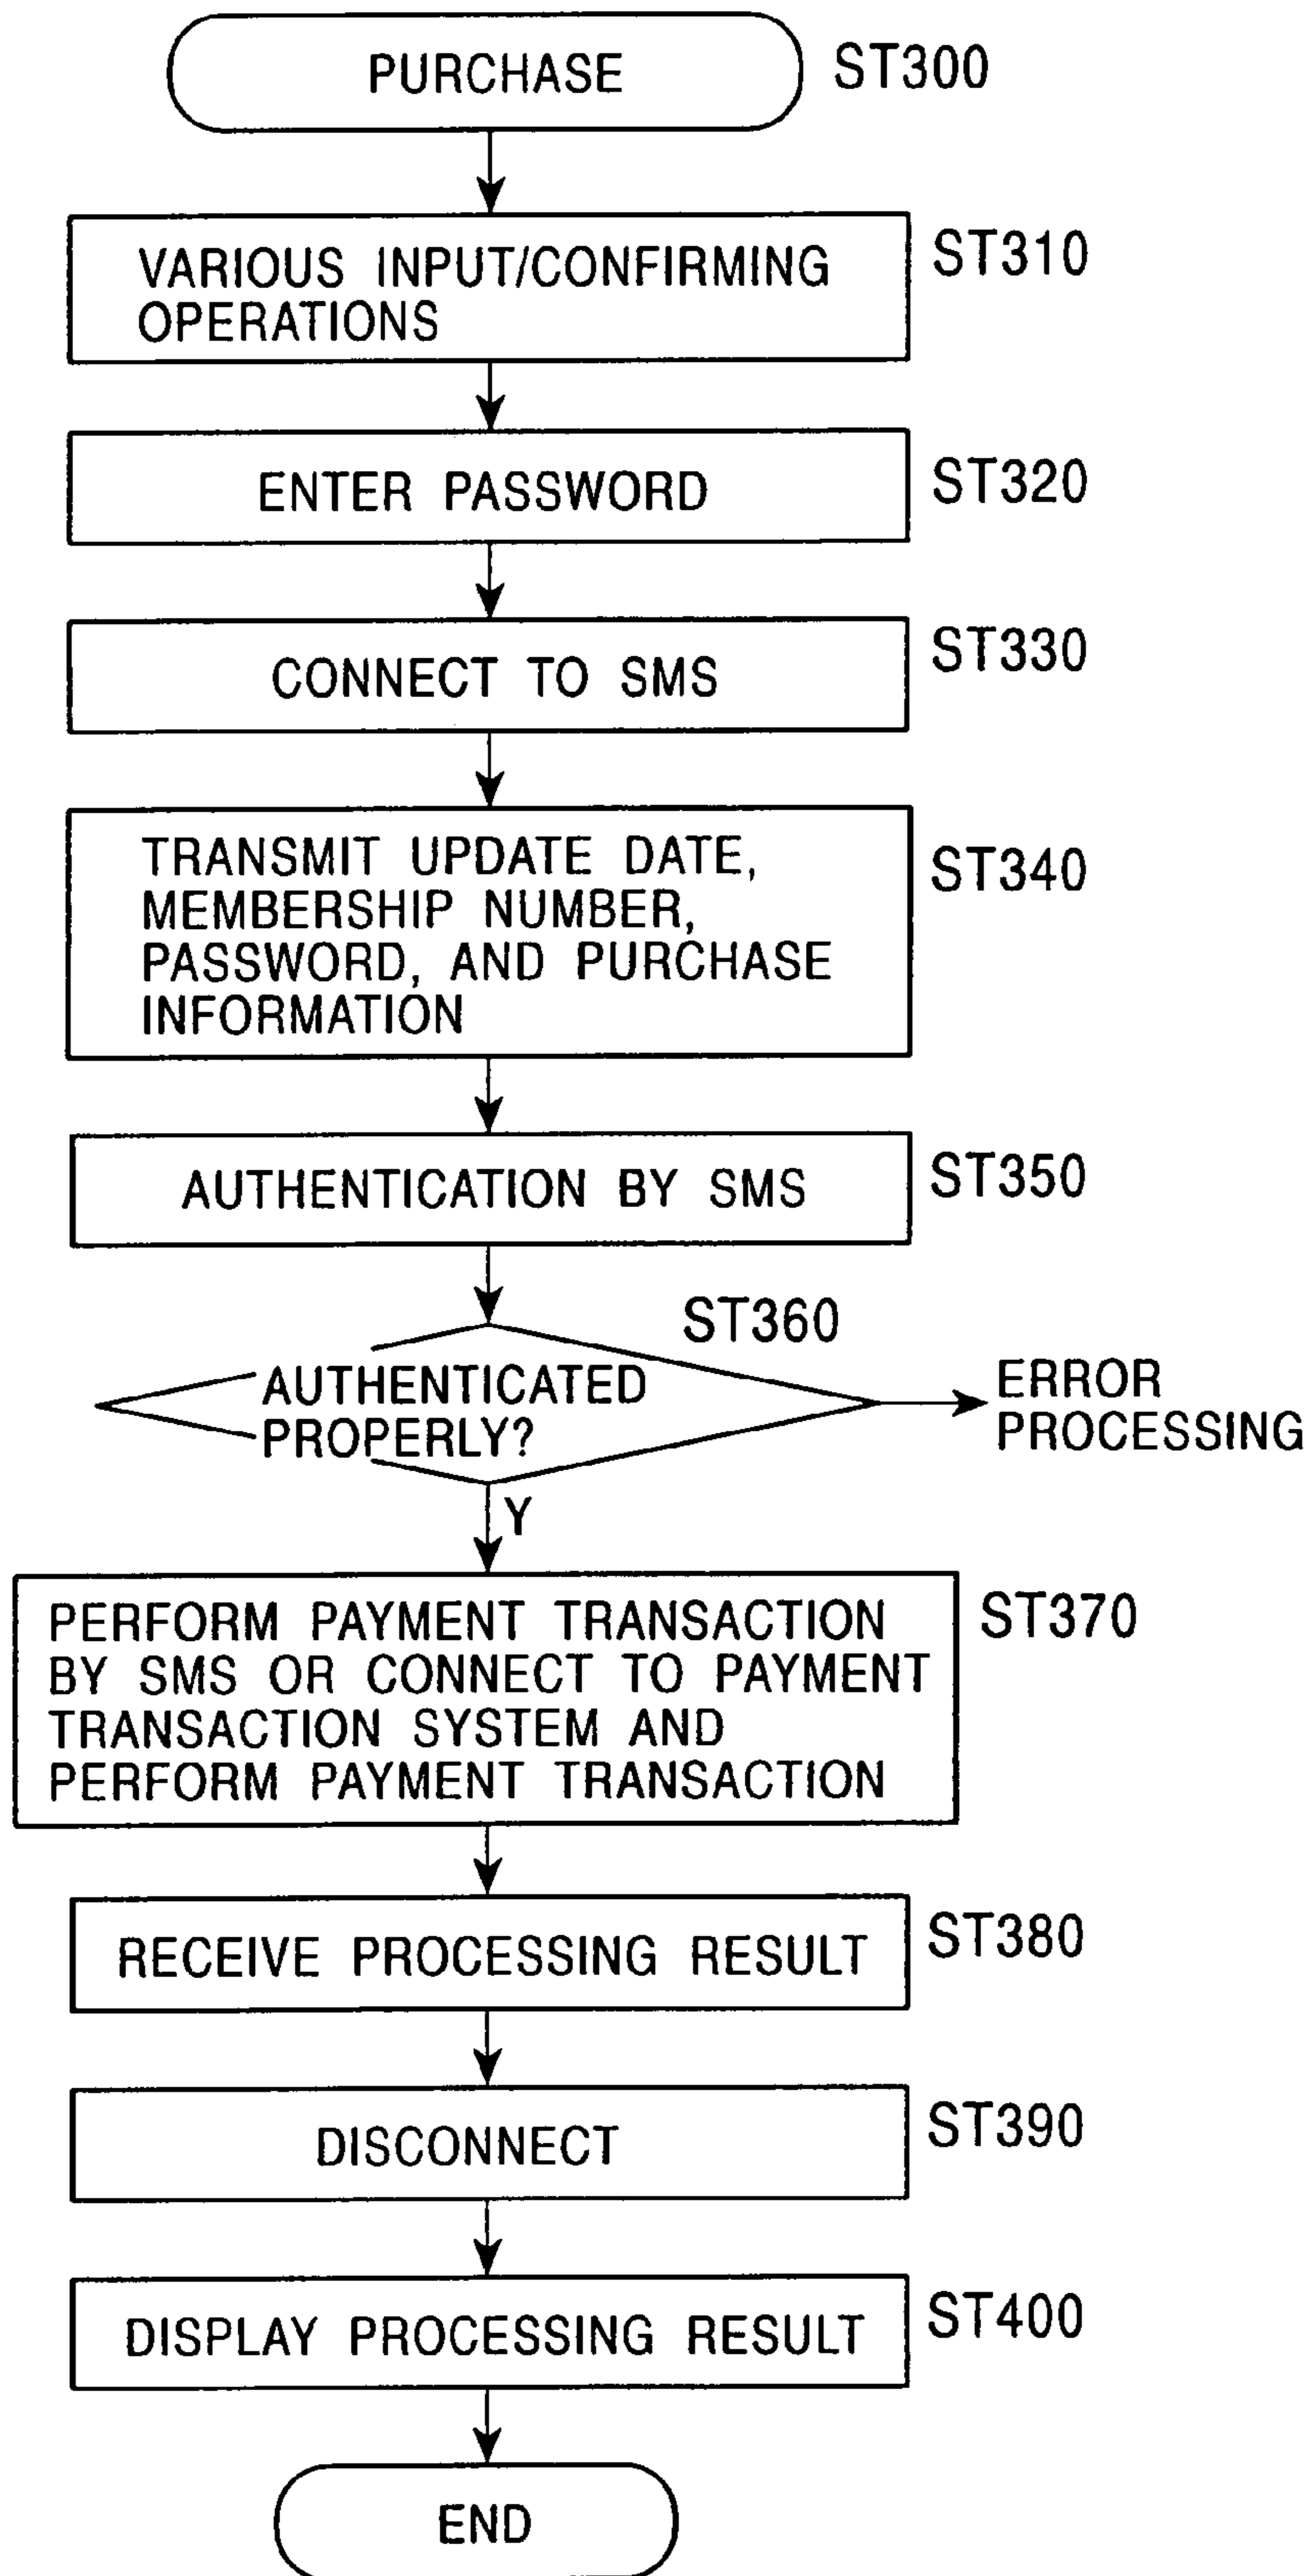 PURCHASE
ST300
VARIOUS INPUT/CONFIRMING
OPERATIONS
ST310
ENTER PASSWORD
ST320
CONNECT TO SMS
ST330
TRANSMIT UPDATE DATE,
MEMBERSHIP NUMBER,
PASSWORD, AND PURCHASE
INFORMATION
ST340
AUTHENTICATION BY SMS
ST350
ST360
AUTHENTICATED
PROPERLY?
ERROR
PROCESSING
Y
PERFORM PAYMENT TRANSACTION
BY SMS OR CONNECT TO PAYMENT
TRANSACTION SYSTEM AND
PERFORM PAYMENT TRANSACTION
ST370
RECEIVE PROCESSING RESULT
ST380
DISCONNECT
ST390
DISPLAY PROCESSING RESULT
ST400
END